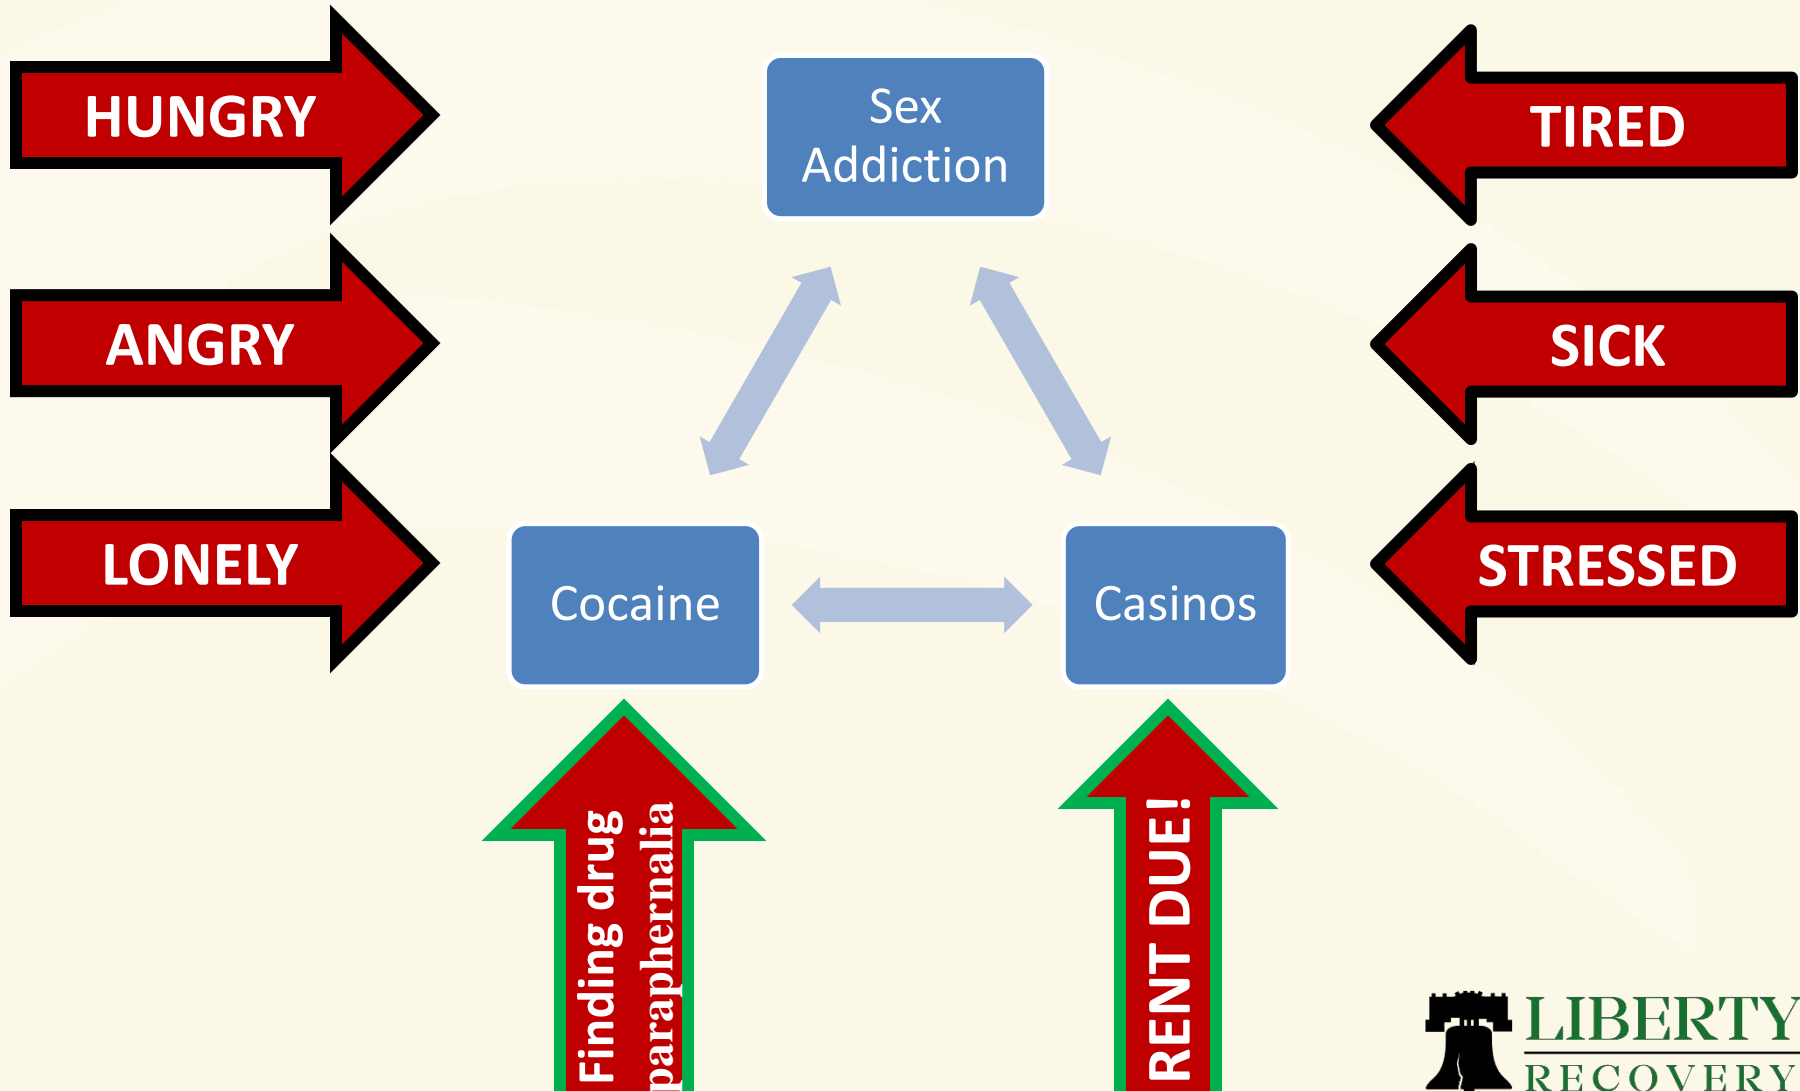 HUNGRY
ANGRY
LONELY
Sex
Addiction
Cocaine
Casinos
TIRED
SICK
STRESSED
Finding drug
paraphernalia
RENT DUE!
LIBERTY
RECOVERY